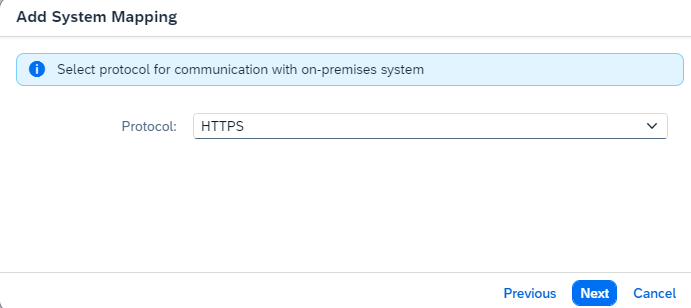 Add System Mapping
Select protocol for communication with on-premises system
Protocol: HTTPS
Previous Next Cancel